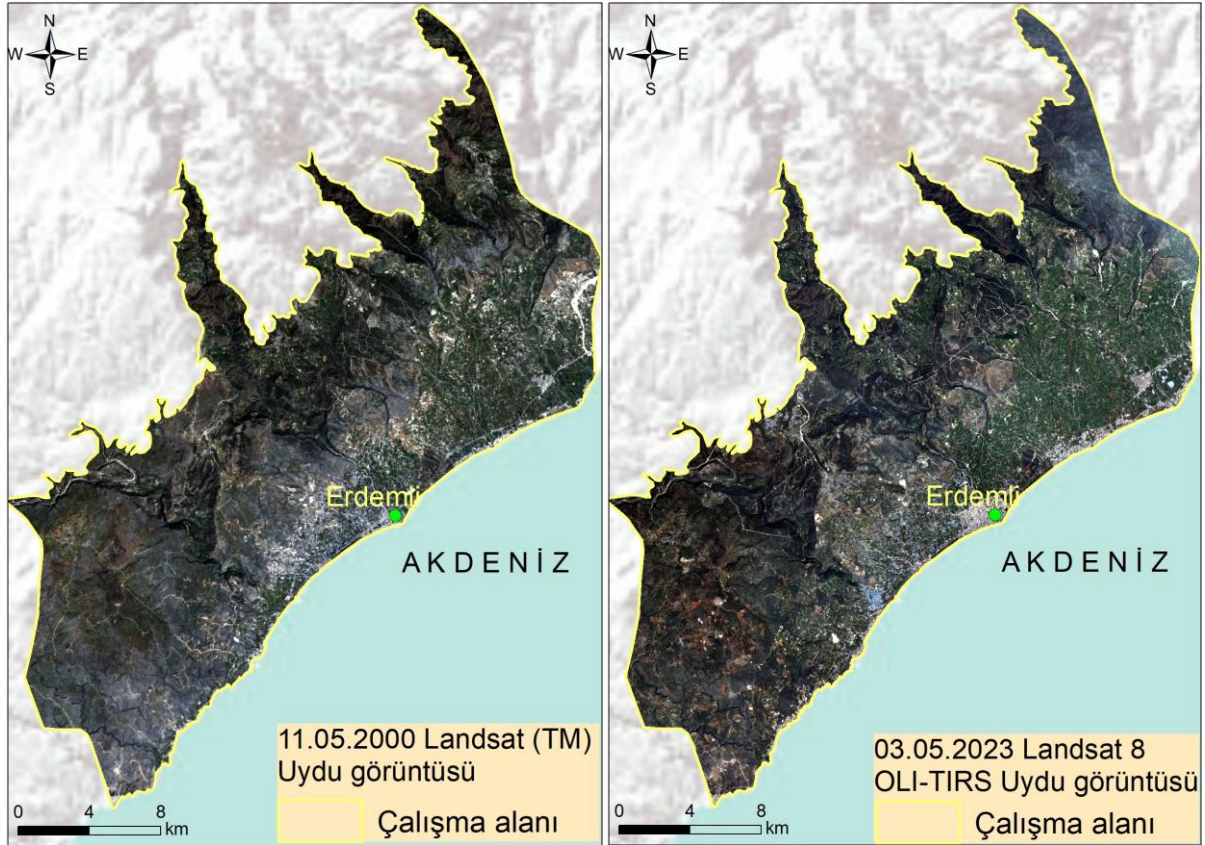 N
W E
S
Erdemli
AKDENİZ
11.05.2000 Landsat (TM)
Uydu görüntüsü
Çalışma alanı
0 4 8
km
N
W E
S
Erdemli
AKDENİZ
03.05.2023 Landsat 8
OLI-TIRS Uydu görüntüsü
Çalışma alanı
0 4 8
km